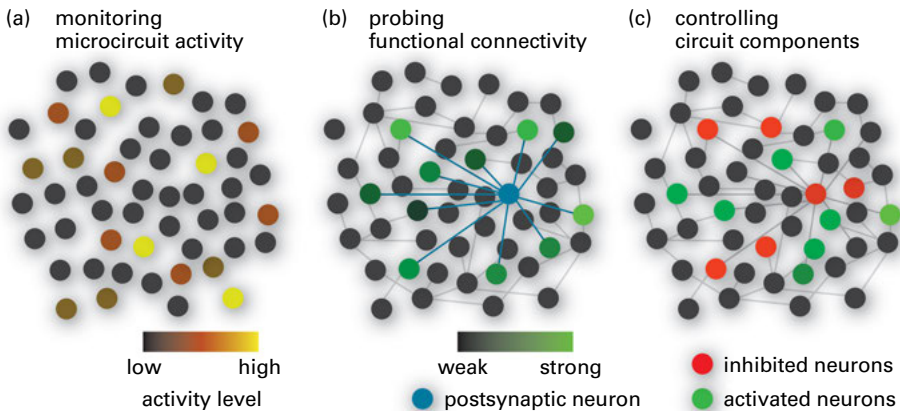 (a) monitoring
microcircuit activity
(b) probing
functional connectivity
(c) controlling
circuit components
low high
activity level
weak strong
postsynaptic neuron
inhibited neurons
activated neurons